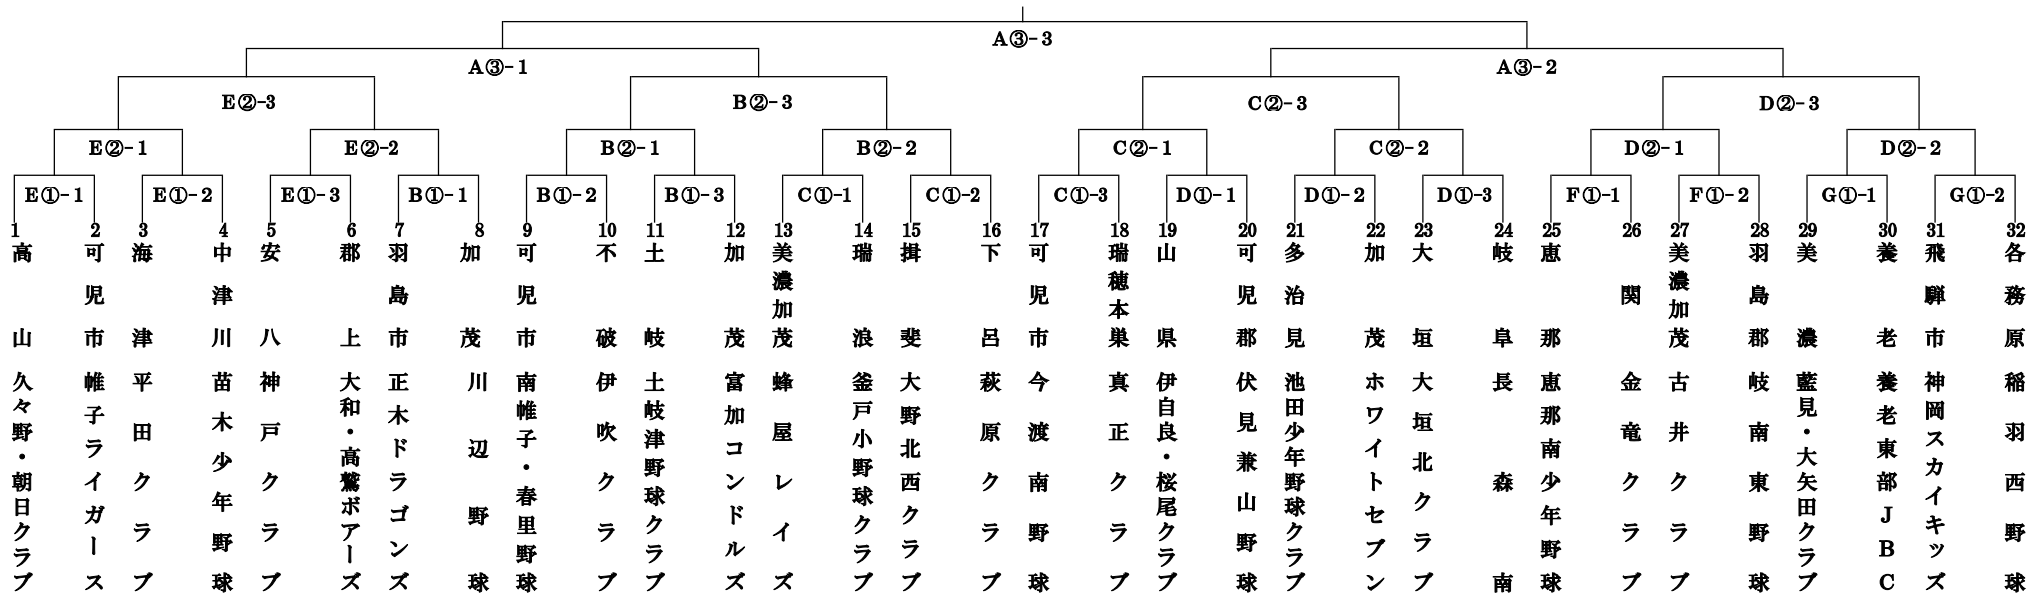 A③-3
A③-1
A③-2
E②-3
B②-3
C②-3
D②-3
E②-1
E②-2
B②-1
B②-2
C②-1
C②-2
D②-1
D②-2
E①-1
E①-2
E①-3
B①-1
B①-2
B①-3
C①-1
C①-2
C①-3
D①-1
D①-2
D①-3
F①-1
F①-2
G①-1
G①-2
1 高山 久々野・朝日クラブ
2 可児市 帷子ライガース
3 海津 平田クラブ
4 中津川 苗木少年野球
5 安八 神戸クラブ
6 郡上 大和・高鷲ボアーズ
7 羽島市 正木ドラゴンズ
8 加茂 川辺野球
9 可児市 南帷子・春里野球
10 不破 伊吹クラブ
11 土岐 土岐津野球クラブ
12 加茂 富加コンドルズ
13 美濃加茂 蜂屋レイズ
14 瑞浪 釜戸小野球クラブ
15 揖斐 大野北西クラブ
16 下呂 萩原クラブ
17 可児市 今渡南野球
18 瑞穂本巣 真正クラブ
19 山県 伊自良・桜尾クラブ
20 可児郡 伏見兼山野球
21 多治見 池田少年野球クラブ
22 加茂 ホワイトセブン
23 大垣 大垣北クラブ
24 岐阜 長森南
25 恵那 恵那南少年野球
26 関 金竜クラブ
27 美濃加茂 古井クラブ
28 羽島郡 岐南東野球
29 美濃 藍見・大矢田クラブ
30 養老 養老東部JBC
31 飛騨市 神岡スカイキッズ
32 各務原 稲羽西野球